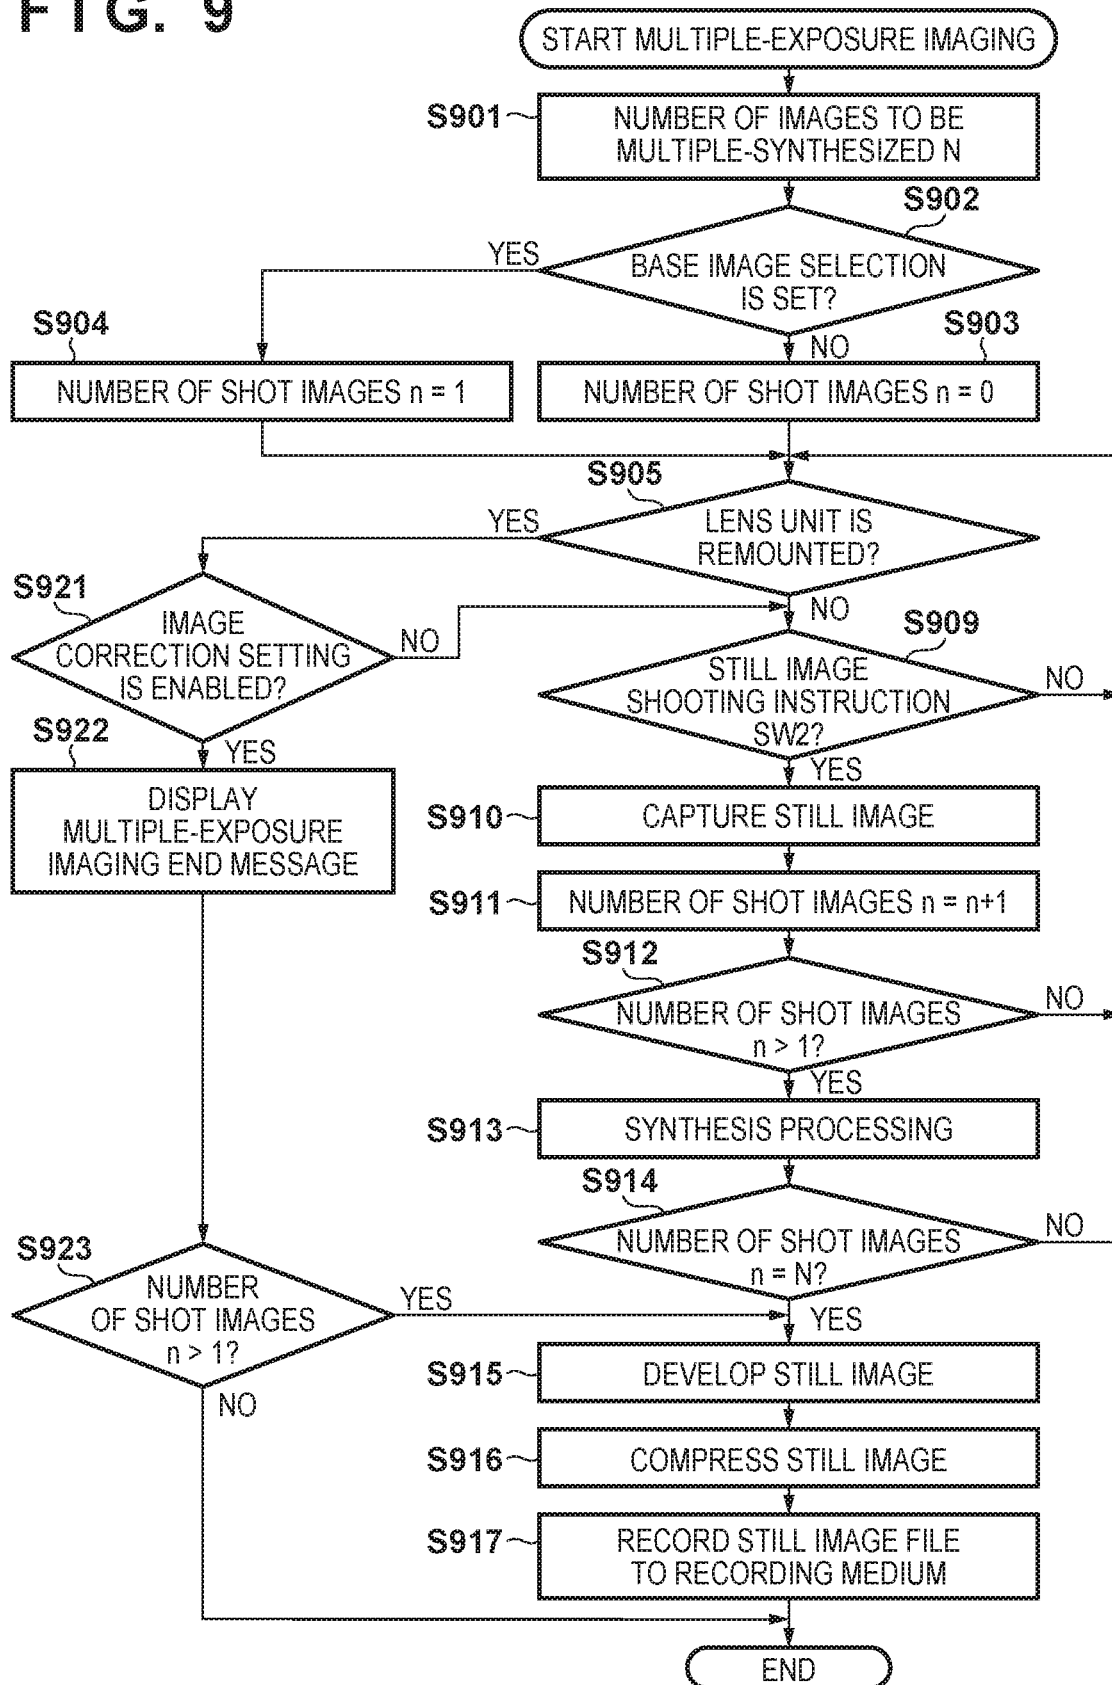 FIG. 9
START MULTIPLE-EXPOSURE IMAGING
S901
NUMBER OF IMAGES TO BE
MULTIPLE-SYNTHESIZED N
S902
BASE IMAGE SELECTION
IS SET?
YES
NO
S904
NUMBER OF SHOT IMAGES n = 1
S903
NUMBER OF SHOT IMAGES n = 0
S905
LENS UNIT IS
REMOUNTED?
YES
NO
S921
IMAGE
CORRECTION SETTING
IS ENABLED?
NO
YES
S909
STILL IMAGE
SHOOTING INSTRUCTION
SW2?
NO
YES
S922
DISPLAY
MULTIPLE-EXPOSURE
IMAGING END MESSAGE
S910
CAPTURE STILL IMAGE
S911
NUMBER OF SHOT IMAGES n = n+1
S912
NUMBER OF SHOT IMAGES
n > 1?
NO
YES
S913
SYNTHESIS PROCESSING
S914
NUMBER OF SHOT IMAGES
n = N?
NO
YES
S923
NUMBER
OF SHOT IMAGES
n > 1?
YES
NO
S915
DEVELOP STILL IMAGE
S916
COMPRESS STILL IMAGE
S917
RECORD STILL IMAGE FILE
TO RECORDING MEDIUM
END